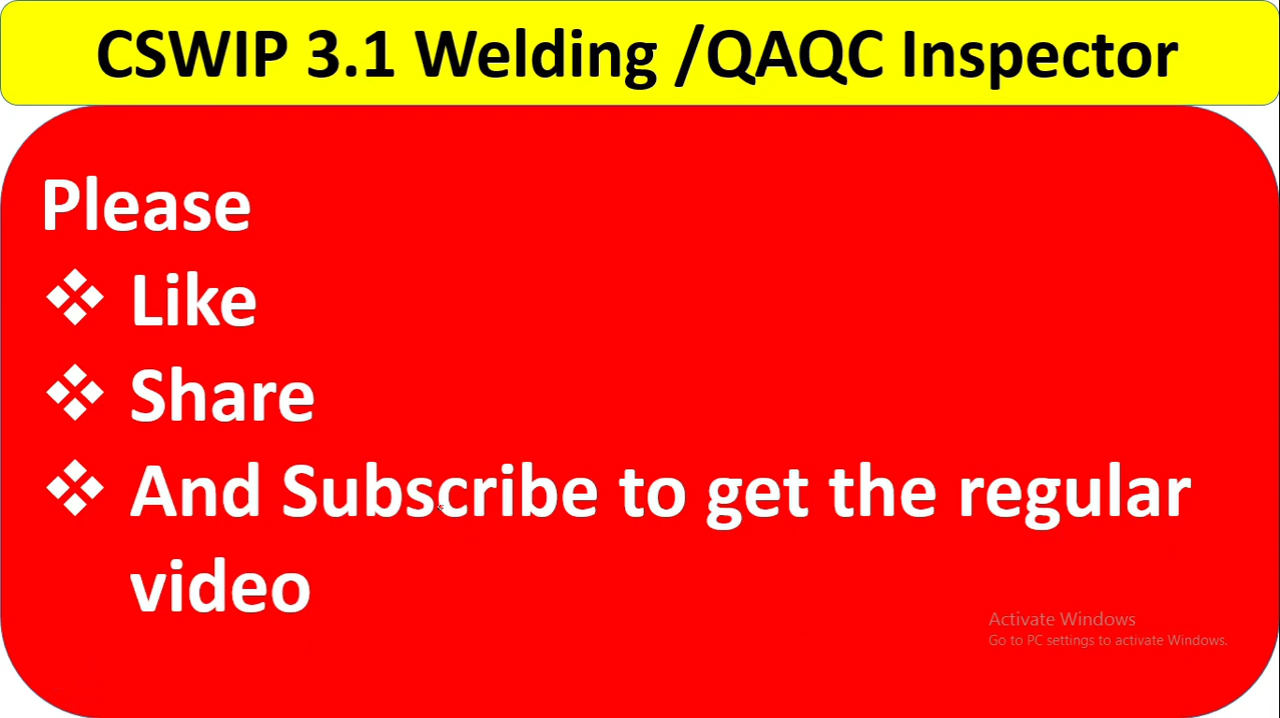 CSWIP 3.1 Welding /QAQC Inspector
Please
❖ Like
❖ Share
❖ And Subscribe to get the regular
video
Activate Windows
Go to PC settings to activate Windows.